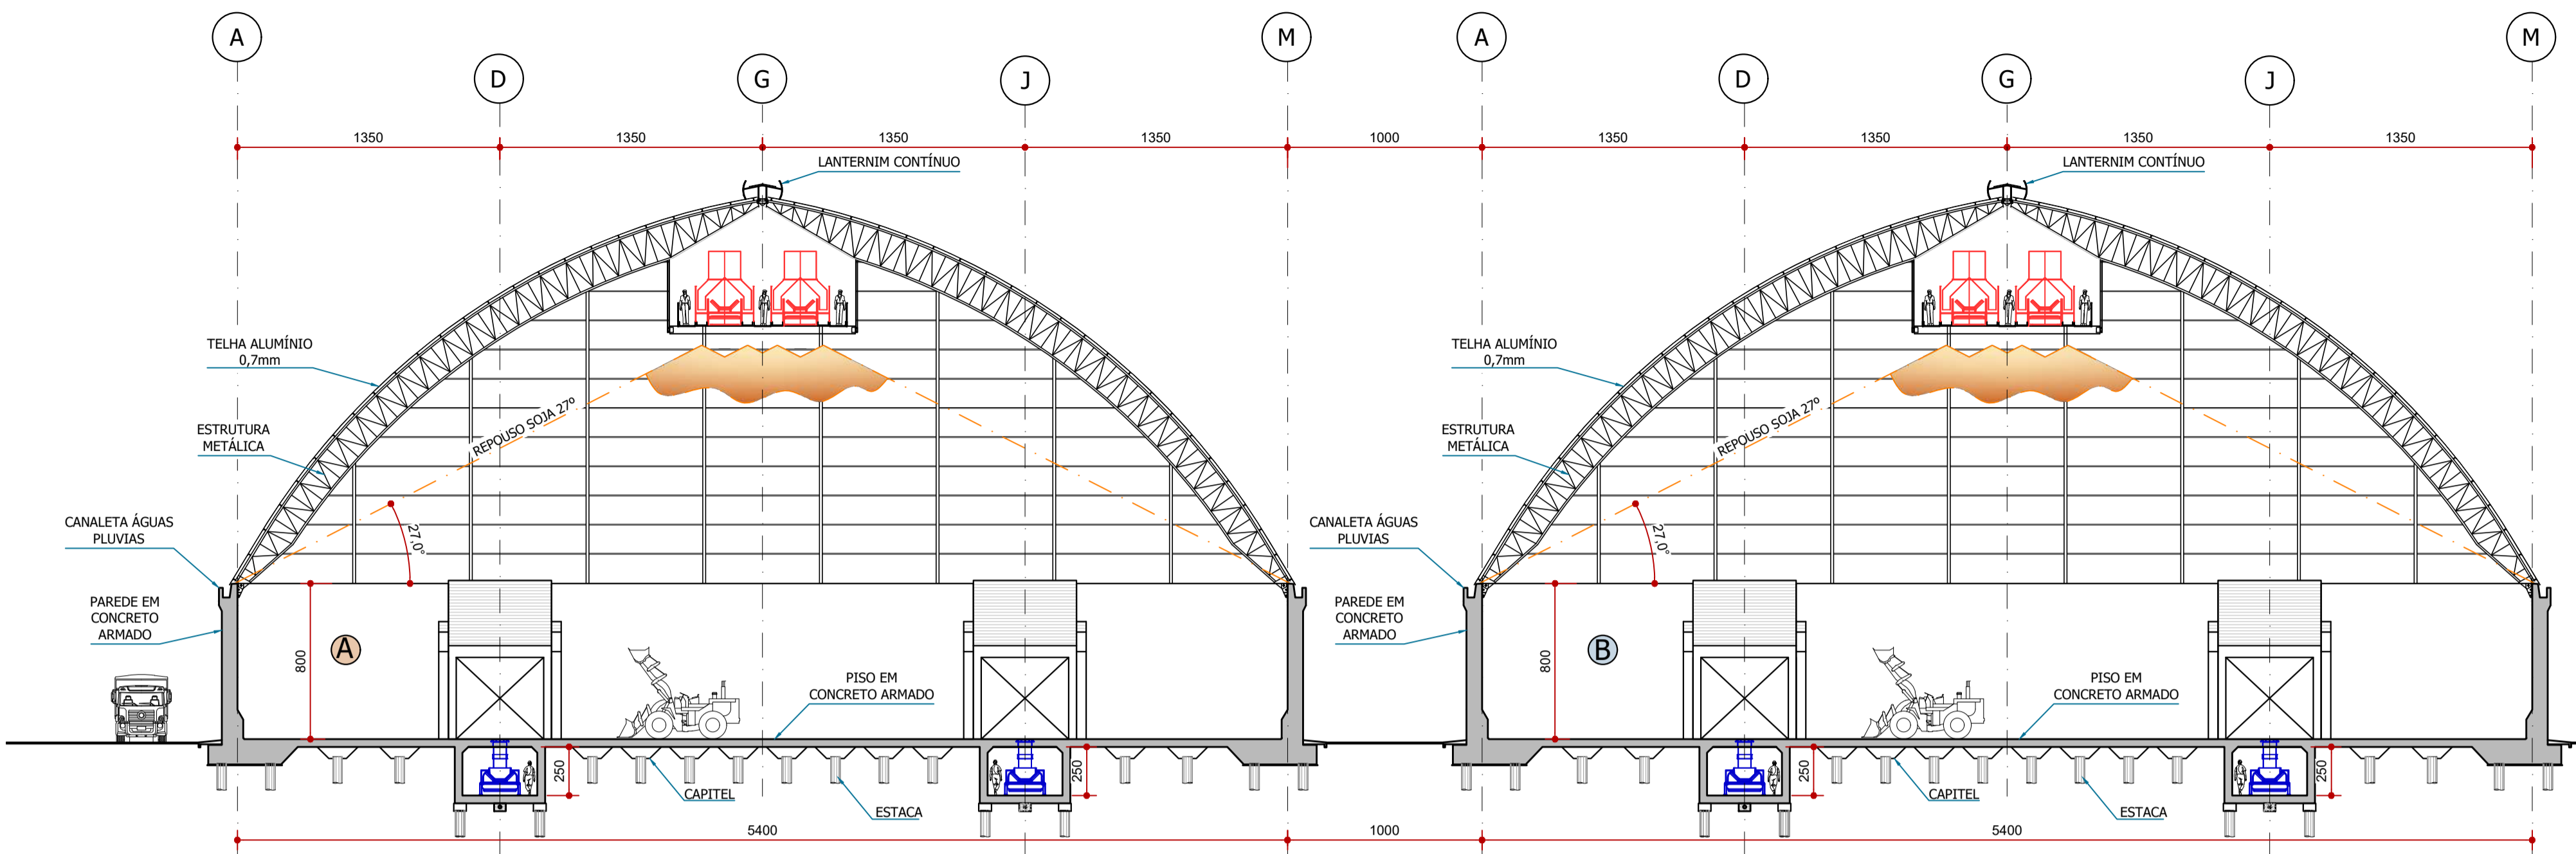 A
M
A
M
D
G
J
D
G
J
1350
1350
1350
1350
1000
1350
1350
1350
1350
LANTERNIM CONTÍNUO
LANTERNIM CONTÍNUO
TELHA ALUMÍNIO
0,7mm
TELHA ALUMÍNIO
0,7mm
REPOUSO SOJA 27º
REPOUSO SOJA 27º
ESTRUTURA
METÁLICA
ESTRUTURA
METÁLICA
27,0°
27,0°
CANALETA ÁGUAS
PLUVIAS
CANALETA ÁGUAS
PLUVIAS
PAREDE EM
CONCRETO
ARMADO
PAREDE EM
CONCRETO
ARMADO
800
A
800
B
PISO EM
CONCRETO ARMADO
PISO EM
CONCRETO ARMADO
250
250
250
250
CAPITEL
ESTACA
CAPITEL
ESTACA
5400
1000
5400